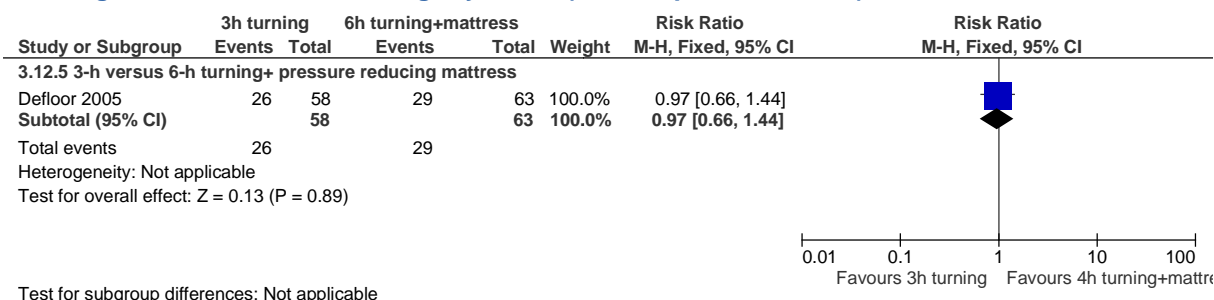 3h turning 6h turning+mattress Risk Ratio Risk Ratio
Study or Subgroup Events Total Events Total Weight M-H, Fixed, 95% CI M-H, Fixed, 95% CI
3.12.5 3-h versus 6-h turning+ pressure reducing mattress
Defloor 2005 26 58 29 63 100.0% 0.97 [0.66, 1.44]
Subtotal (95% CI) 58 63 100.0% 0.97 [0.66, 1.44]
Total events 26 29
Heterogeneity: Not applicable
Test for overall effect: Z = 0.13 (P = 0.89)
0.01 0.1 1 10 100
Favours 3h turning Favours 4h turning+mattre
Test for subgroup differences: Not applicable